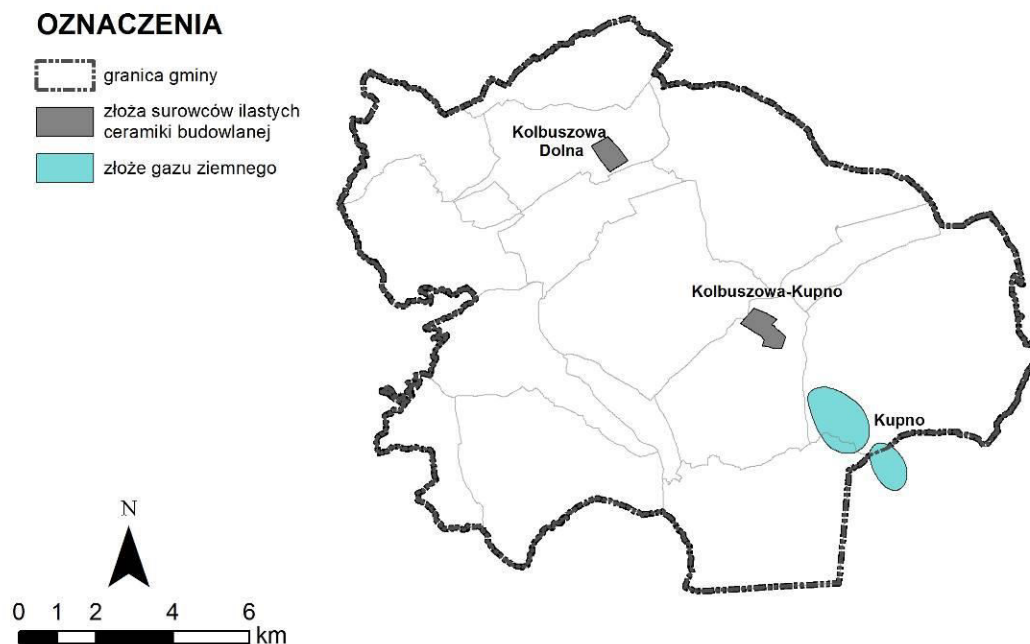 OZNACZENIA
granica gminy
złoża surowców ilastych
ceramiki budowlanej
złoże gazu ziemnego
Kolbuszowa
Dolna
Kolbuszowa-Kupno
Kupno
N
0 1 2 4 6
km